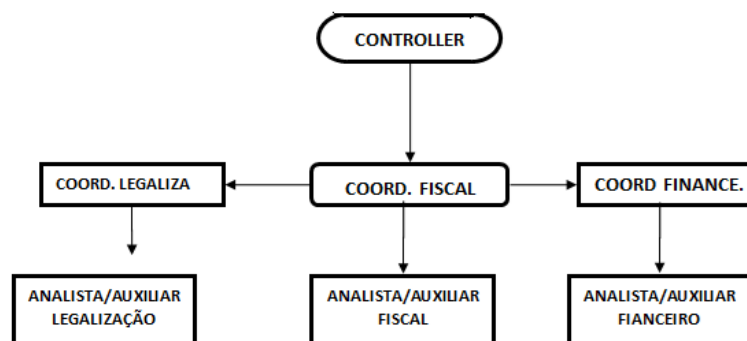 CONTROLLER
COORD. LEGALIZA
COORD. FISCAL
COORD FINANCE.
ANALISTA/AUXILIAR
LEGALIZAÇÃO
ANALISTA/AUXILIAR
FISCAL
ANALISTA/AUXILIAR
FIANCEIRO